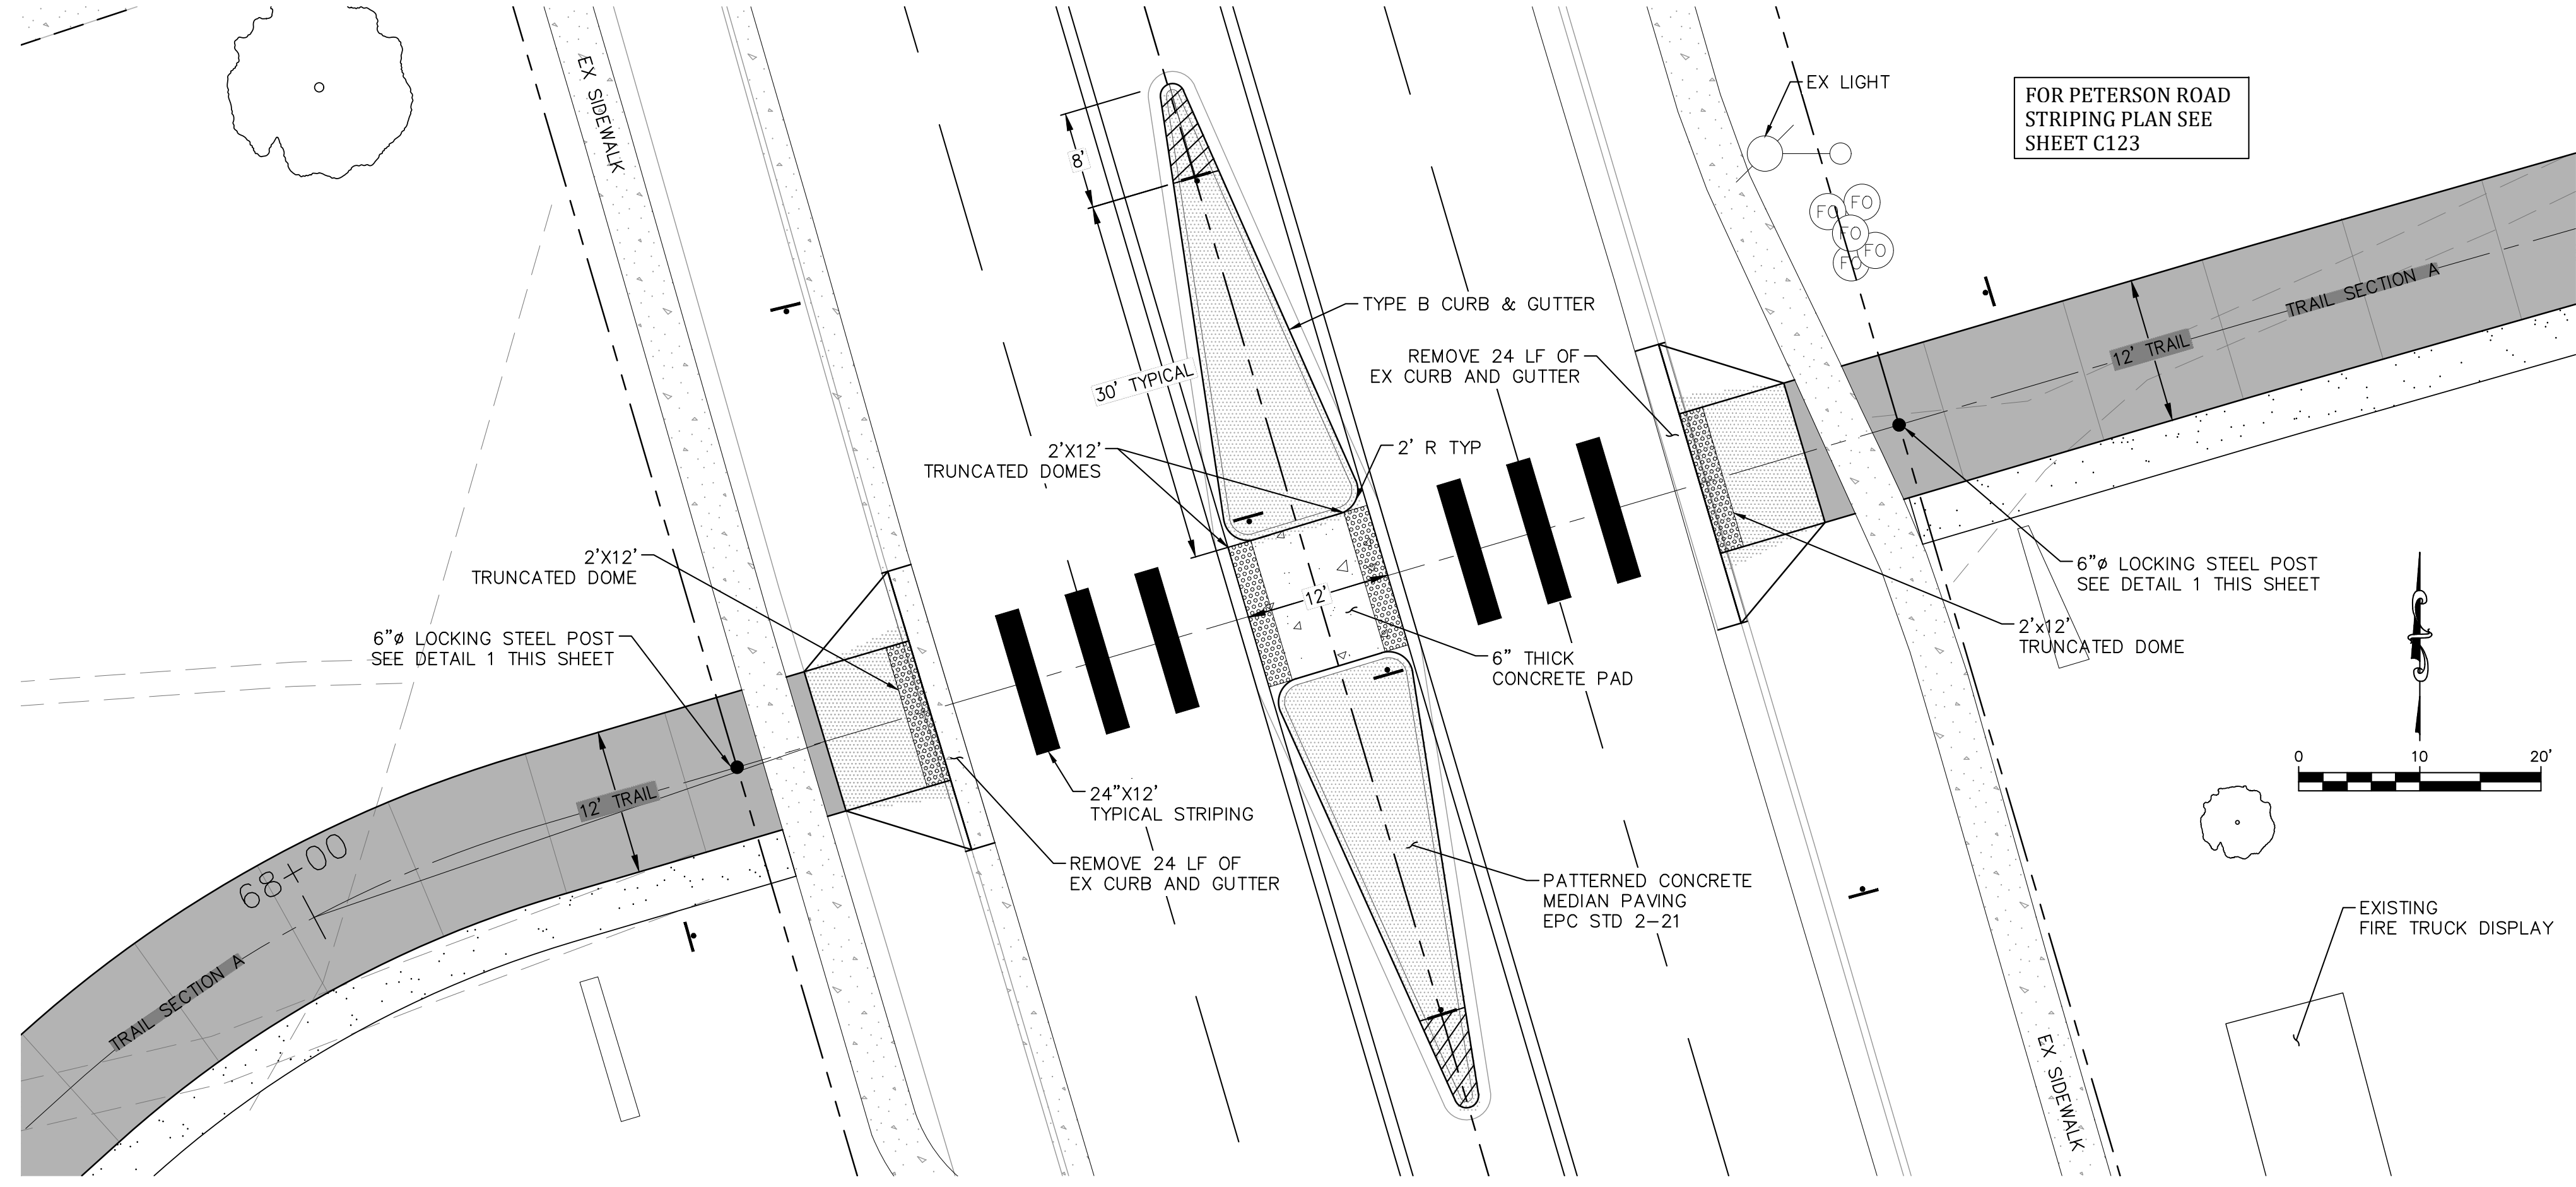 EX SIDEWALK
EX LIGHT
FOR PETERSON ROAD
STRIPING PLAN SEE
SHEET C123
8'
FO
FO
FO
FO
FO
TRAIL SECTION A
TYPE B CURB & GUTTER
12' TRAIL
REMOVE 24 LF OF
EX CURB AND GUTTER
30' TYPICAL
2'X12'
TRUNCATED DOMES
2' R TYP
2'X12'
TRUNCATED DOME
6"ø LOCKING STEEL POST
SEE DETAIL 1 THIS SHEET
12'
2'x12'
TRUNCATED DOME
6"ø LOCKING STEEL POST
SEE DETAIL 1 THIS SHEET
6" THICK
CONCRETE PAD
0 10 20'
12' TRAIL
24"X12'
TYPICAL STRIPING
68+00
REMOVE 24 LF OF
EX CURB AND GUTTER
PATTERNED CONCRETE
MEDIAN PAVING
EPC STD 2-21
EXISTING
FIRE TRUCK DISPLAY
TRAIL SECTION A
EX SIDEWALK